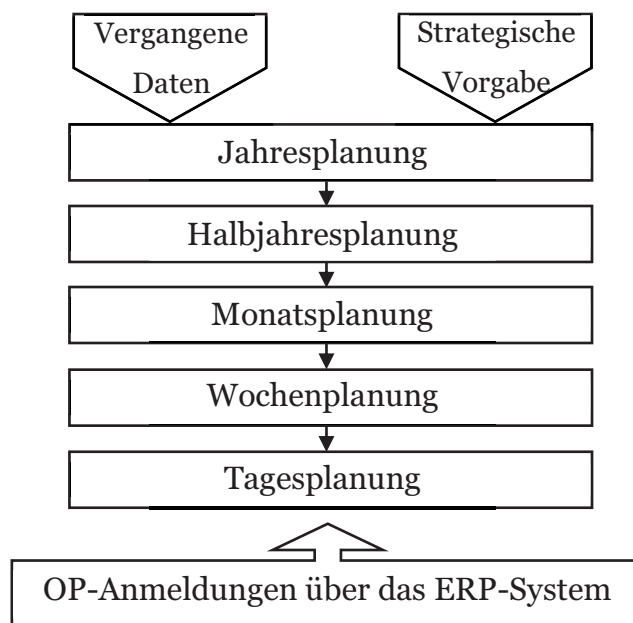 Vergangene
Daten
Strategische
Vorgabe
Jahresplanung
Halbjahresplanung
Monatsplanung
Wochenplanung
Tagesplanung
OP-Anmeldungen über das ERP-System